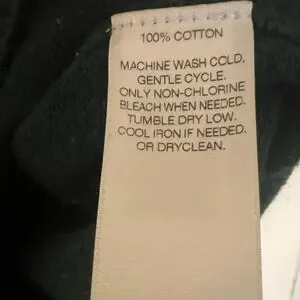 100% COTTON
MACHINE WASH COLD.
GENTLE CYCLE.
ONLY NON-CHLORINE
BLEACH WHEN NEEDED.
TUMBLE DRY LOW.
COOL IRON IF NEEDED.
OR DRYCLEAN.